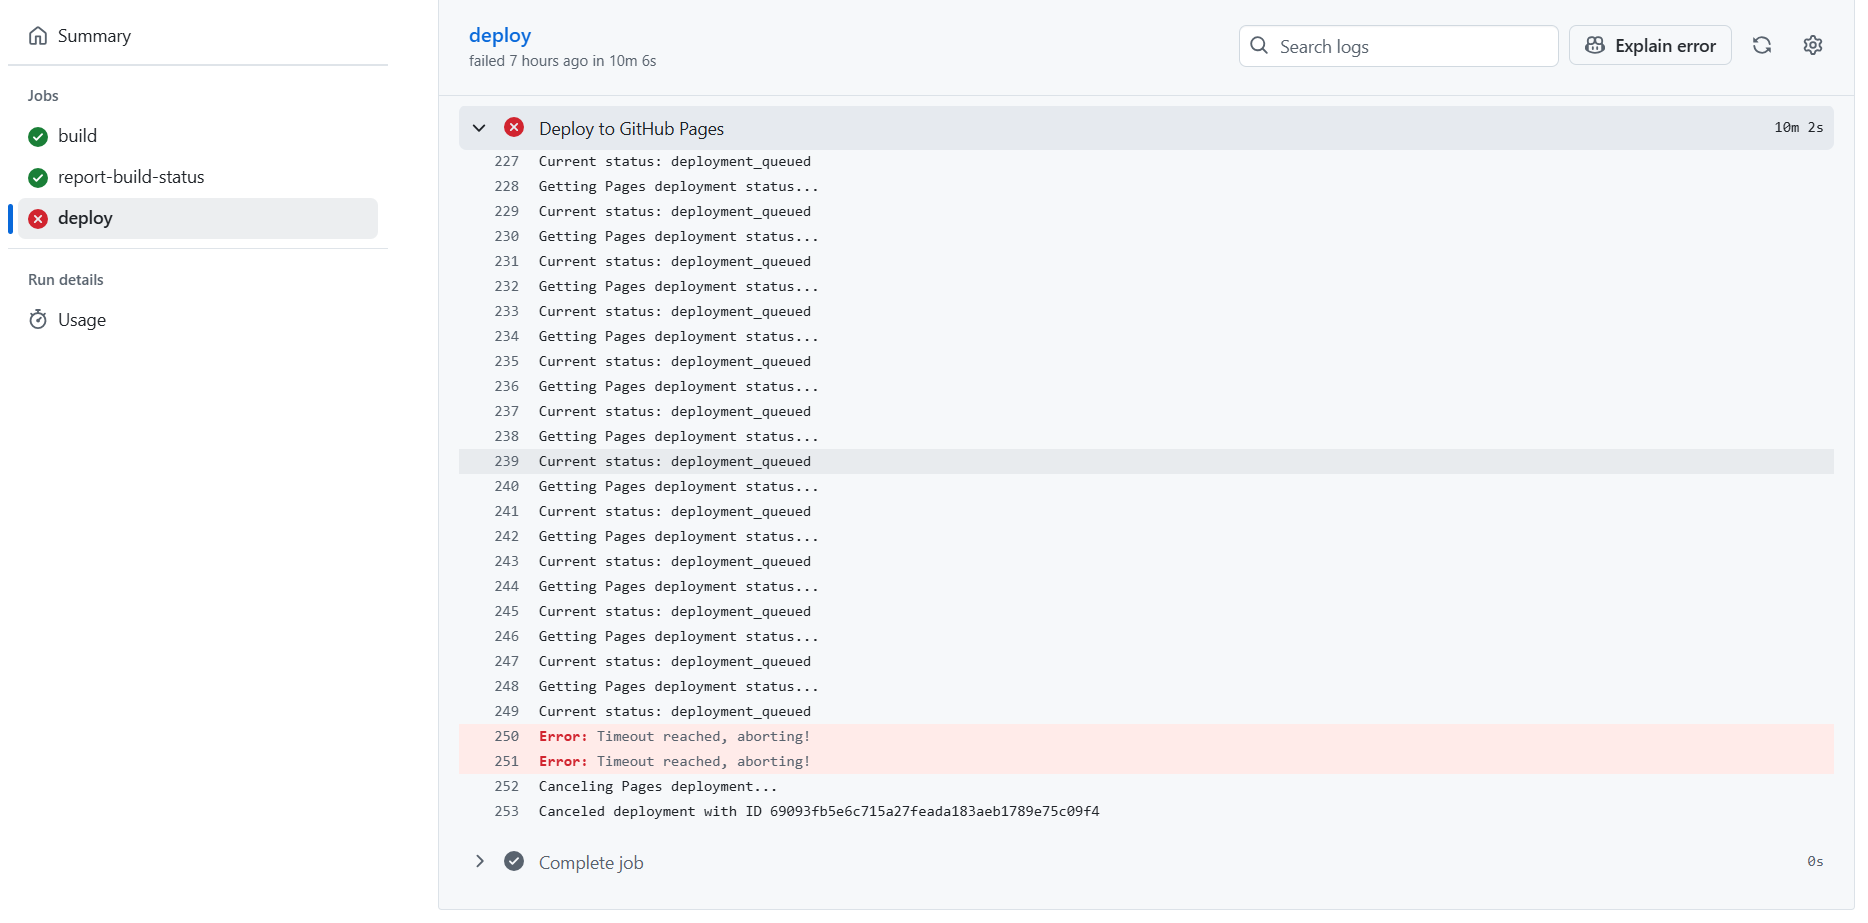 Summary
Jobs
build
report-build-status
deploy
Run details
Usage
deploy
failed 7 hours ago in 10m 6s
Search logs
Explain error
Deploy to GitHub Pages
10m 2s
227 Current status: deployment_queued
228 Getting Pages deployment status...
229 Current status: deployment_queued
230 Getting Pages deployment status...
231 Current status: deployment_queued
232 Getting Pages deployment status...
233 Current status: deployment_queued
234 Getting Pages deployment status...
235 Current status: deployment_queued
236 Getting Pages deployment status...
237 Current status: deployment_queued
238 Getting Pages deployment status...
239 Current status: deployment_queued
240 Getting Pages deployment status...
241 Current status: deployment_queued
242 Getting Pages deployment status...
243 Current status: deployment_queued
244 Getting Pages deployment status...
245 Current status: deployment_queued
246 Getting Pages deployment status...
247 Current status: deployment_queued
248 Getting Pages deployment status...
249 Current status: deployment_queued
250 Error: Timeout reached, aborting!
251 Error: Timeout reached, aborting!
252 Canceling Pages deployment...
253 Canceled deployment with ID 69093fb5e6c715a27feada183aeb1789e75c09f4
Complete job
0s